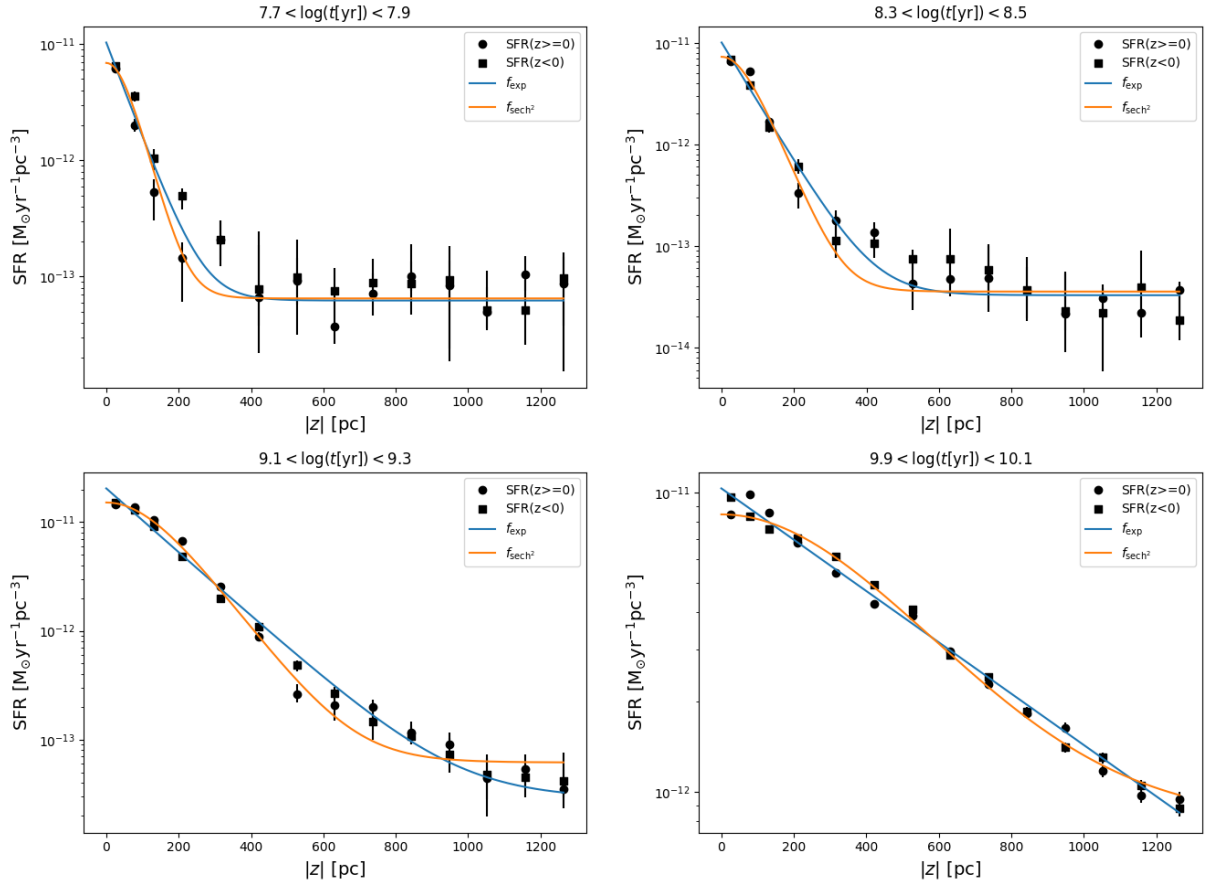 7.7 < log(t[yr]) < 7.9
10⁻¹¹
10⁻¹²
10⁻¹³
SFR [M⊙yr⁻¹pc⁻³]
SFR(z>=0)
SFR(z<0)
f_exp
f_sech²
0 200 400 600 800 1000 1200
|z| [pc]
8.3 < log(t[yr]) < 8.5
10⁻¹¹
10⁻¹²
10⁻¹³
10⁻¹⁴
SFR [M⊙yr⁻¹pc⁻³]
SFR(z>=0)
SFR(z<0)
f_exp
f_sech²
0 200 400 600 800 1000 1200
|z| [pc]
9.1 < log(t[yr]) < 9.3
10⁻¹¹
10⁻¹²
10⁻¹³
SFR [M⊙yr⁻¹pc⁻³]
SFR(z>=0)
SFR(z<0)
f_exp
f_sech²
0 200 400 600 800 1000 1200
|z| [pc]
9.9 < log(t[yr]) < 10.1
10⁻¹¹
10⁻¹²
SFR [M⊙yr⁻¹pc⁻³]
SFR(z>=0)
SFR(z<0)
f_exp
f_sech²
0 200 400 600 800 1000 1200
|z| [pc]